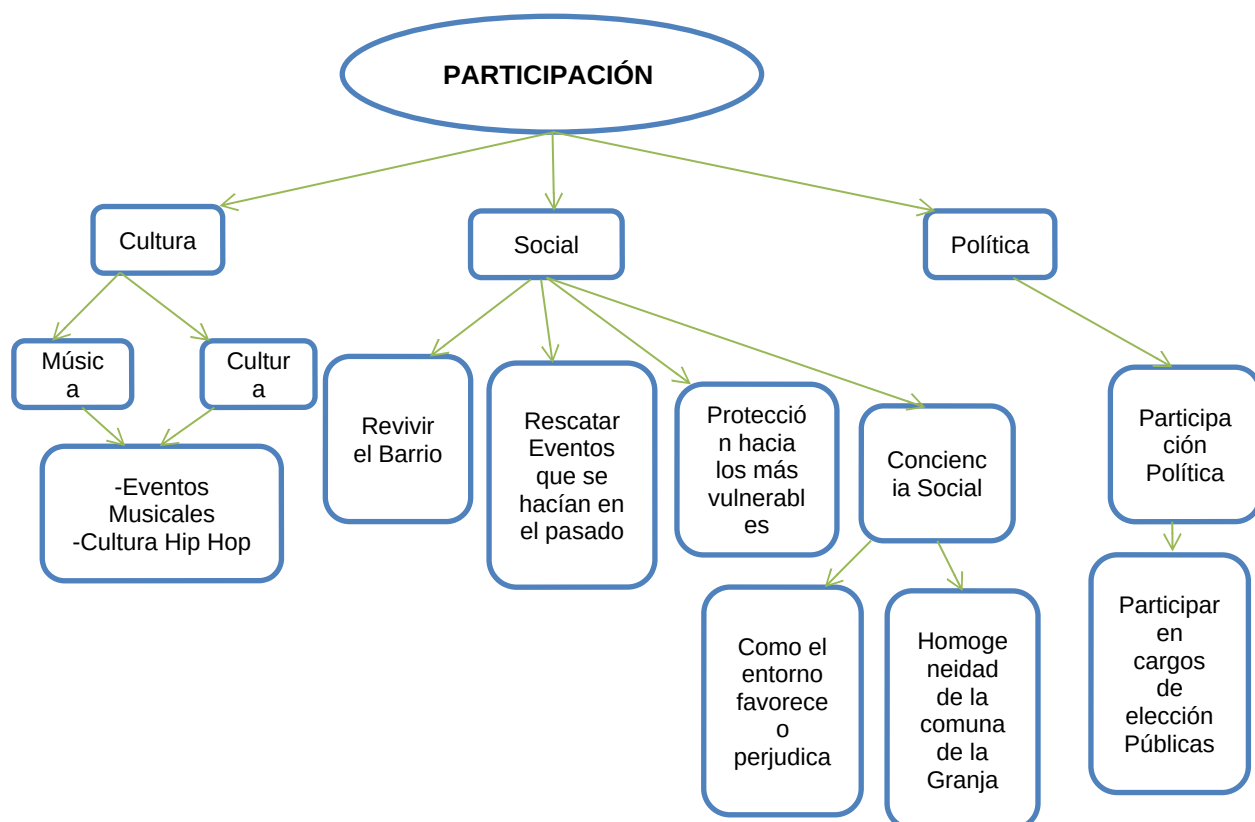 PARTICIPACIÓN
Cultura
Social
Política
Músic
a
Cultur
a
-Eventos
Musicales
-Cultura Hip Hop
Revivir
el Barrio
Rescatar
Eventos
que se
hacían en
el pasado
Protecció
n hacia
los más
vulnerabl
es
Concienc
ia Social
Participa
ción
Política
Como el
entorno
favorece
o
perjudica
Homoge
neidad
de la
comuna
de la
Granja
Participar
en
cargos
de
elección
Públicas